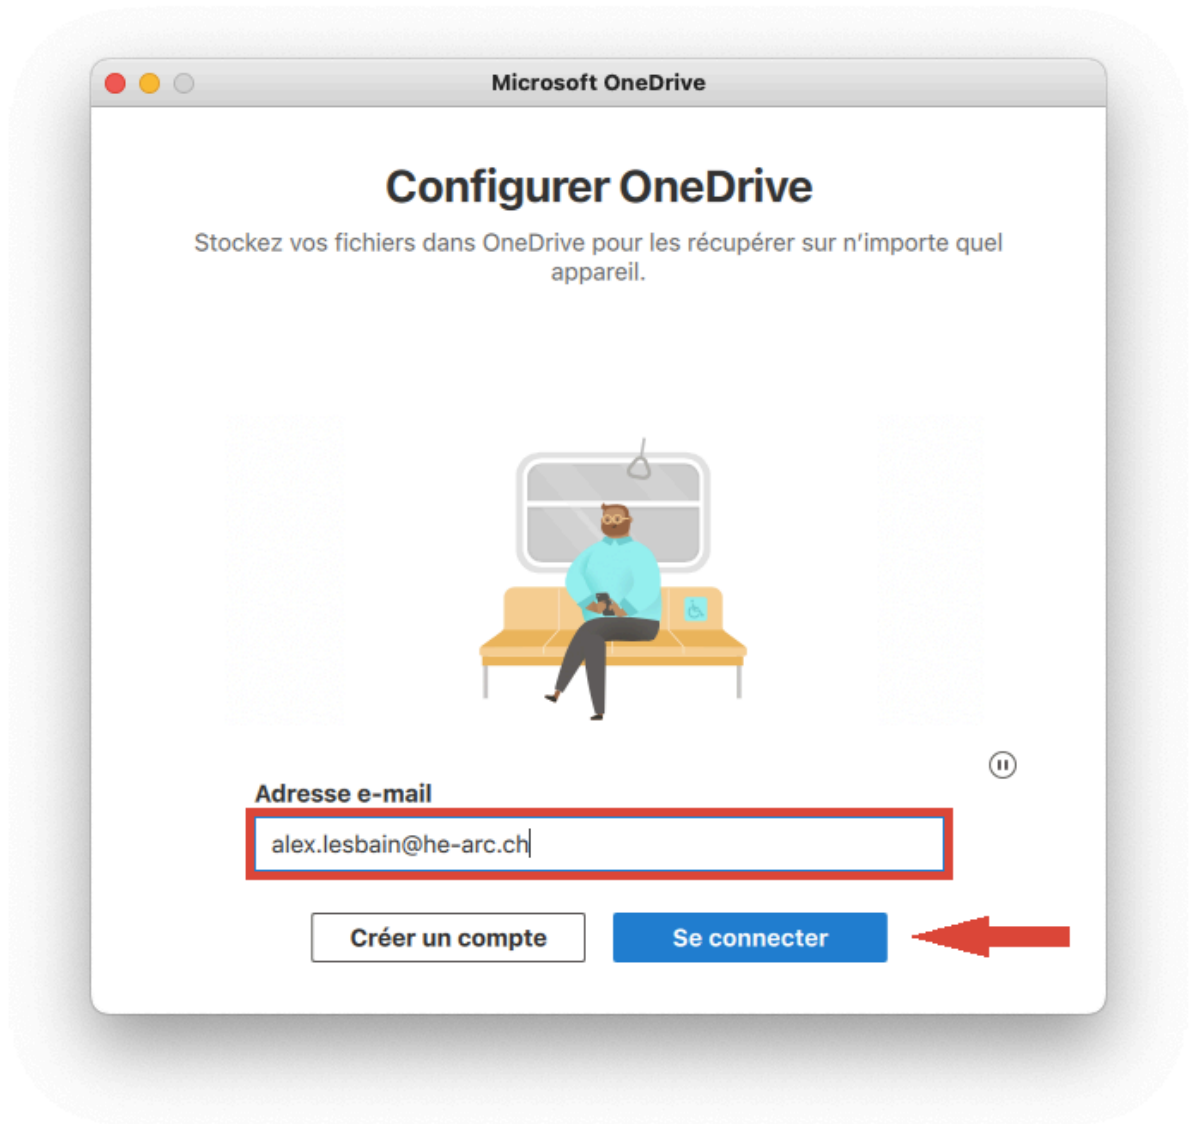 Microsoft OneDrive
Configurer OneDrive
Stockez vos fichiers dans OneDrive pour les récupérer sur n’importe quel
appareil.
Adresse e-mail
alex.lesbain@he-arc.ch
Créer un compte
Se connecter